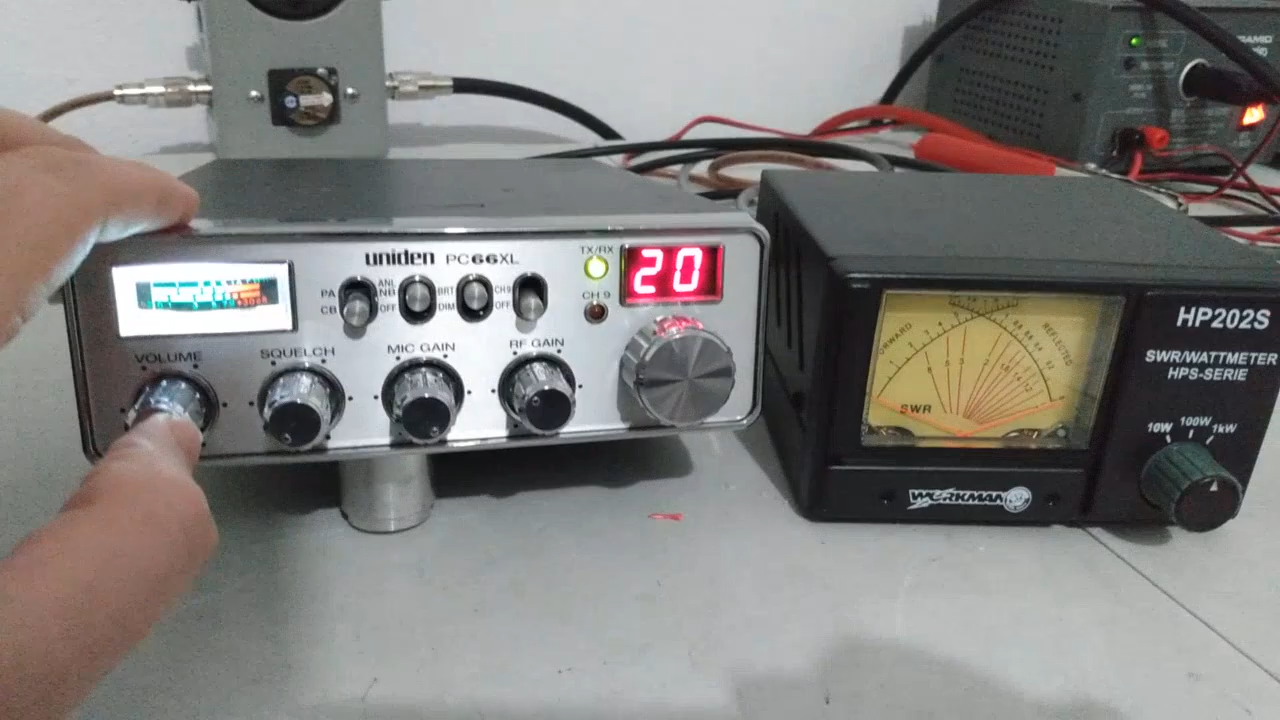 uniden PC66XL
TX/RX
20
PA
CB
ANL
NB
OFF
BRT
DIM
CH9
OFF
CH 9
VOLUME
SQUELCH
MIC GAIN
RF GAIN
REFLECTED
SWR
HP202S
SWR/WATTMETER
HPS-SERIE
10W 100W 1kW
WORKMAN